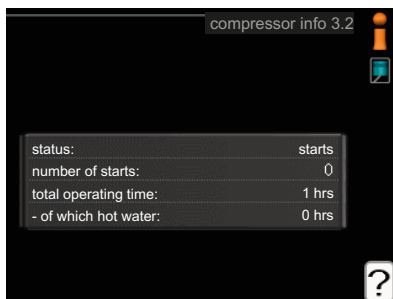 compressor info 3.2
status: starts
number of starts: 0
total operating time: 1 hrs
- of which hot water: 0 hrs
?